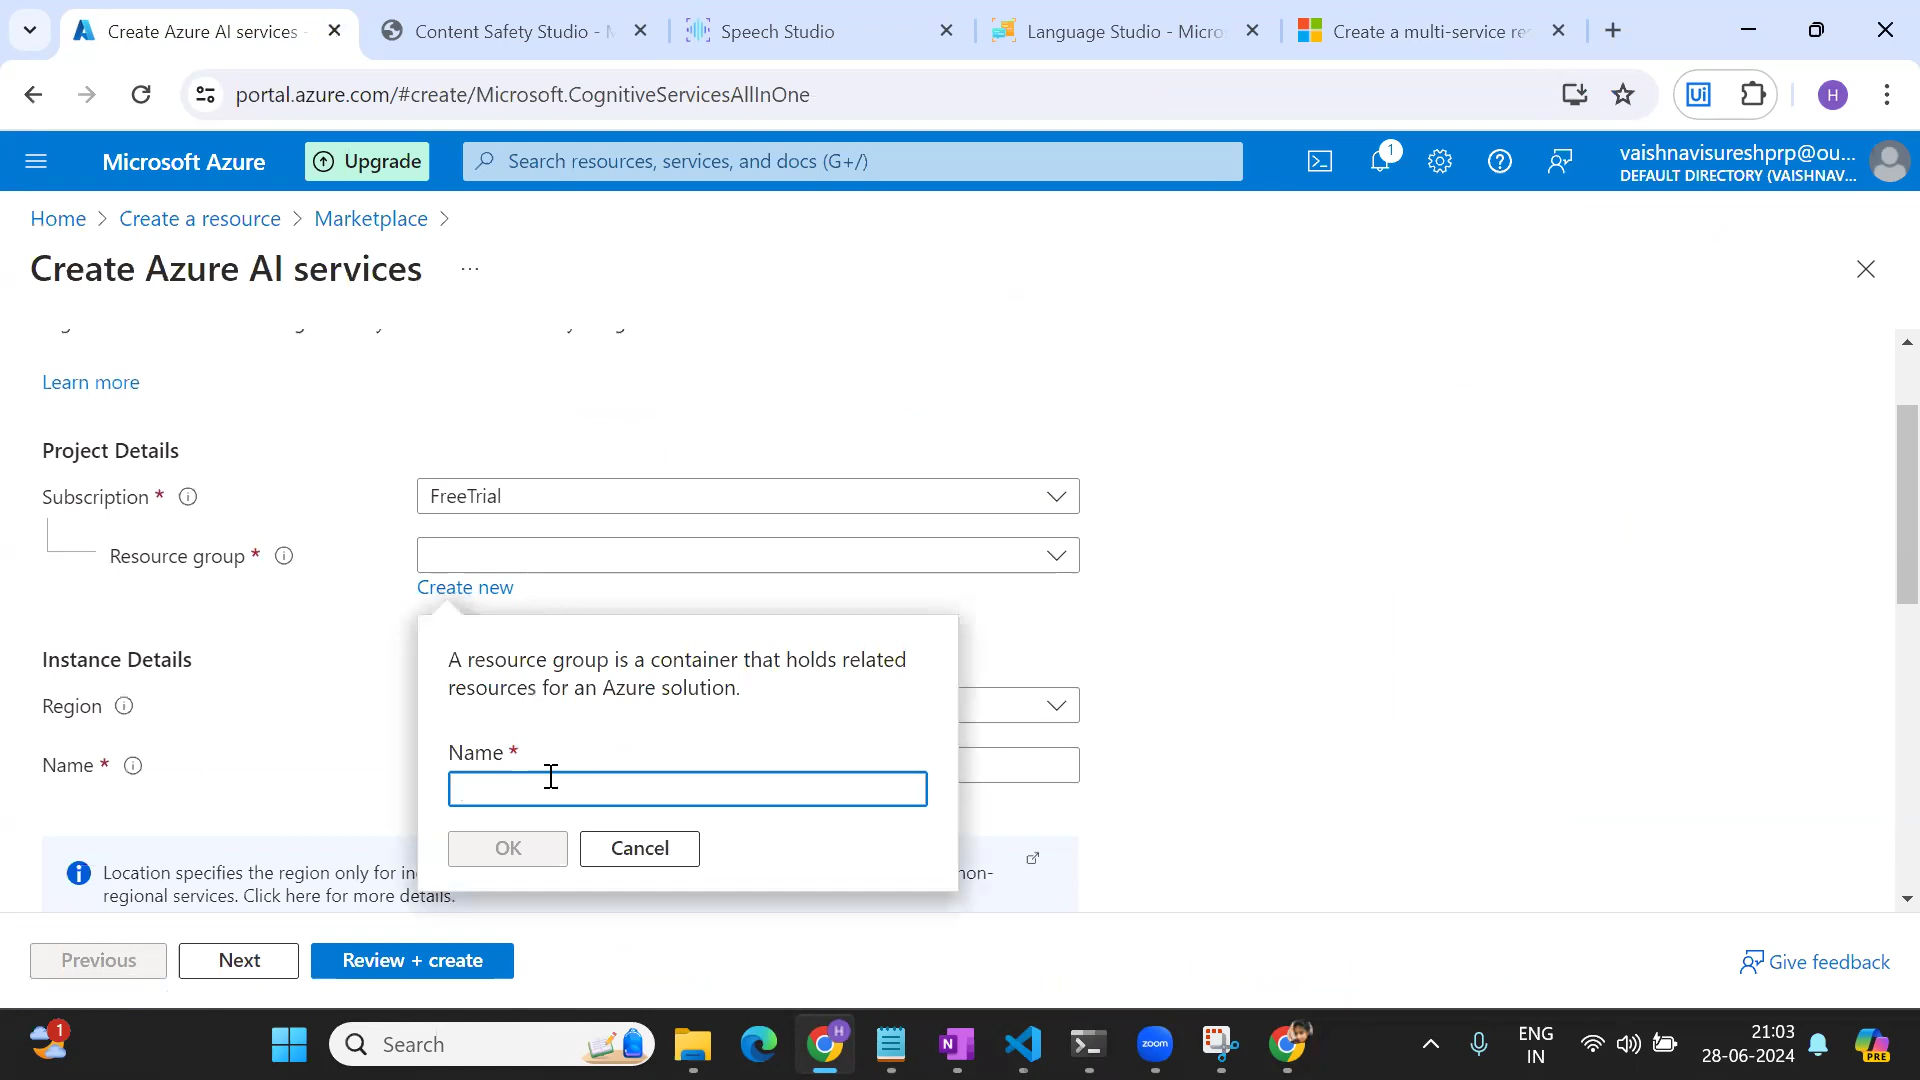 Create Azure AI services -
Content Safety Studio - M
Speech Studio
Language Studio - Micro
Create a multi-service re
portal.azure.com/#create/Microsoft.CognitiveServicesAllInOne
Ui
H
Microsoft Azure
Upgrade
Search resources, services, and docs (G+/)
1
vaishnavisureshprp@ou...
DEFAULT DIRECTORY (VAISHNAV...
Home > Create a resource > Marketplace >
Create Azure AI services ...
Learn more
Project Details
Subscription *
FreeTrial
Resource group *
Create new
A resource group is a container that holds related
resources for an Azure solution.
Instance Details
Region
Name *
Name *
OK
Cancel
Location specifies the region only for in
non-
regional services. Click here for more details.
Previous
Next
Review + create
Give feedback
1
Search
H
N
zoom
ENG
IN
21:03
28-06-2024
PRE